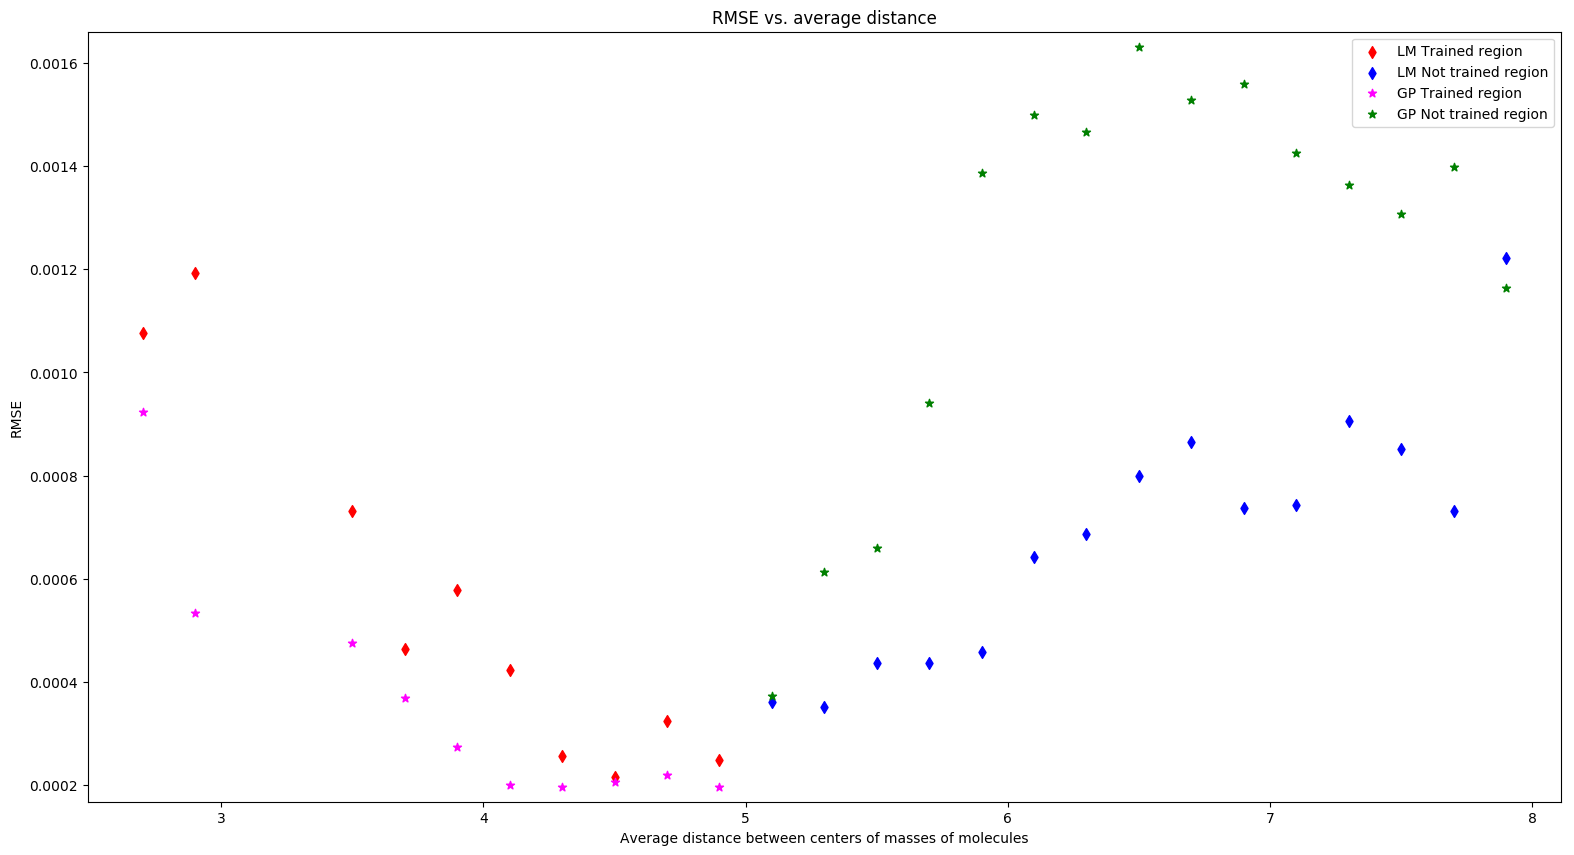 RMSE vs. average distance
LM Trained region
LM Not trained region
GP Trained region
GP Not trained region
RMSE
0.0016
0.0014
0.0012
0.0010
0.0008
0.0006
0.0004
0.0002
3 4 5 6 7 8
Average distance between centers of masses of molecules